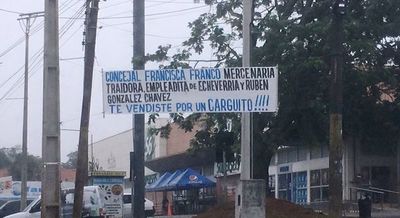 CONCEJAL FRANCISCA FRANCO MERCENARIA
TRAIDORA, EMPLEADITA DE ECHEVERRIA Y RUBEN
GONZALEZ CHAVEZ
TE VENDISTE POR UN CARGUITO!!!!